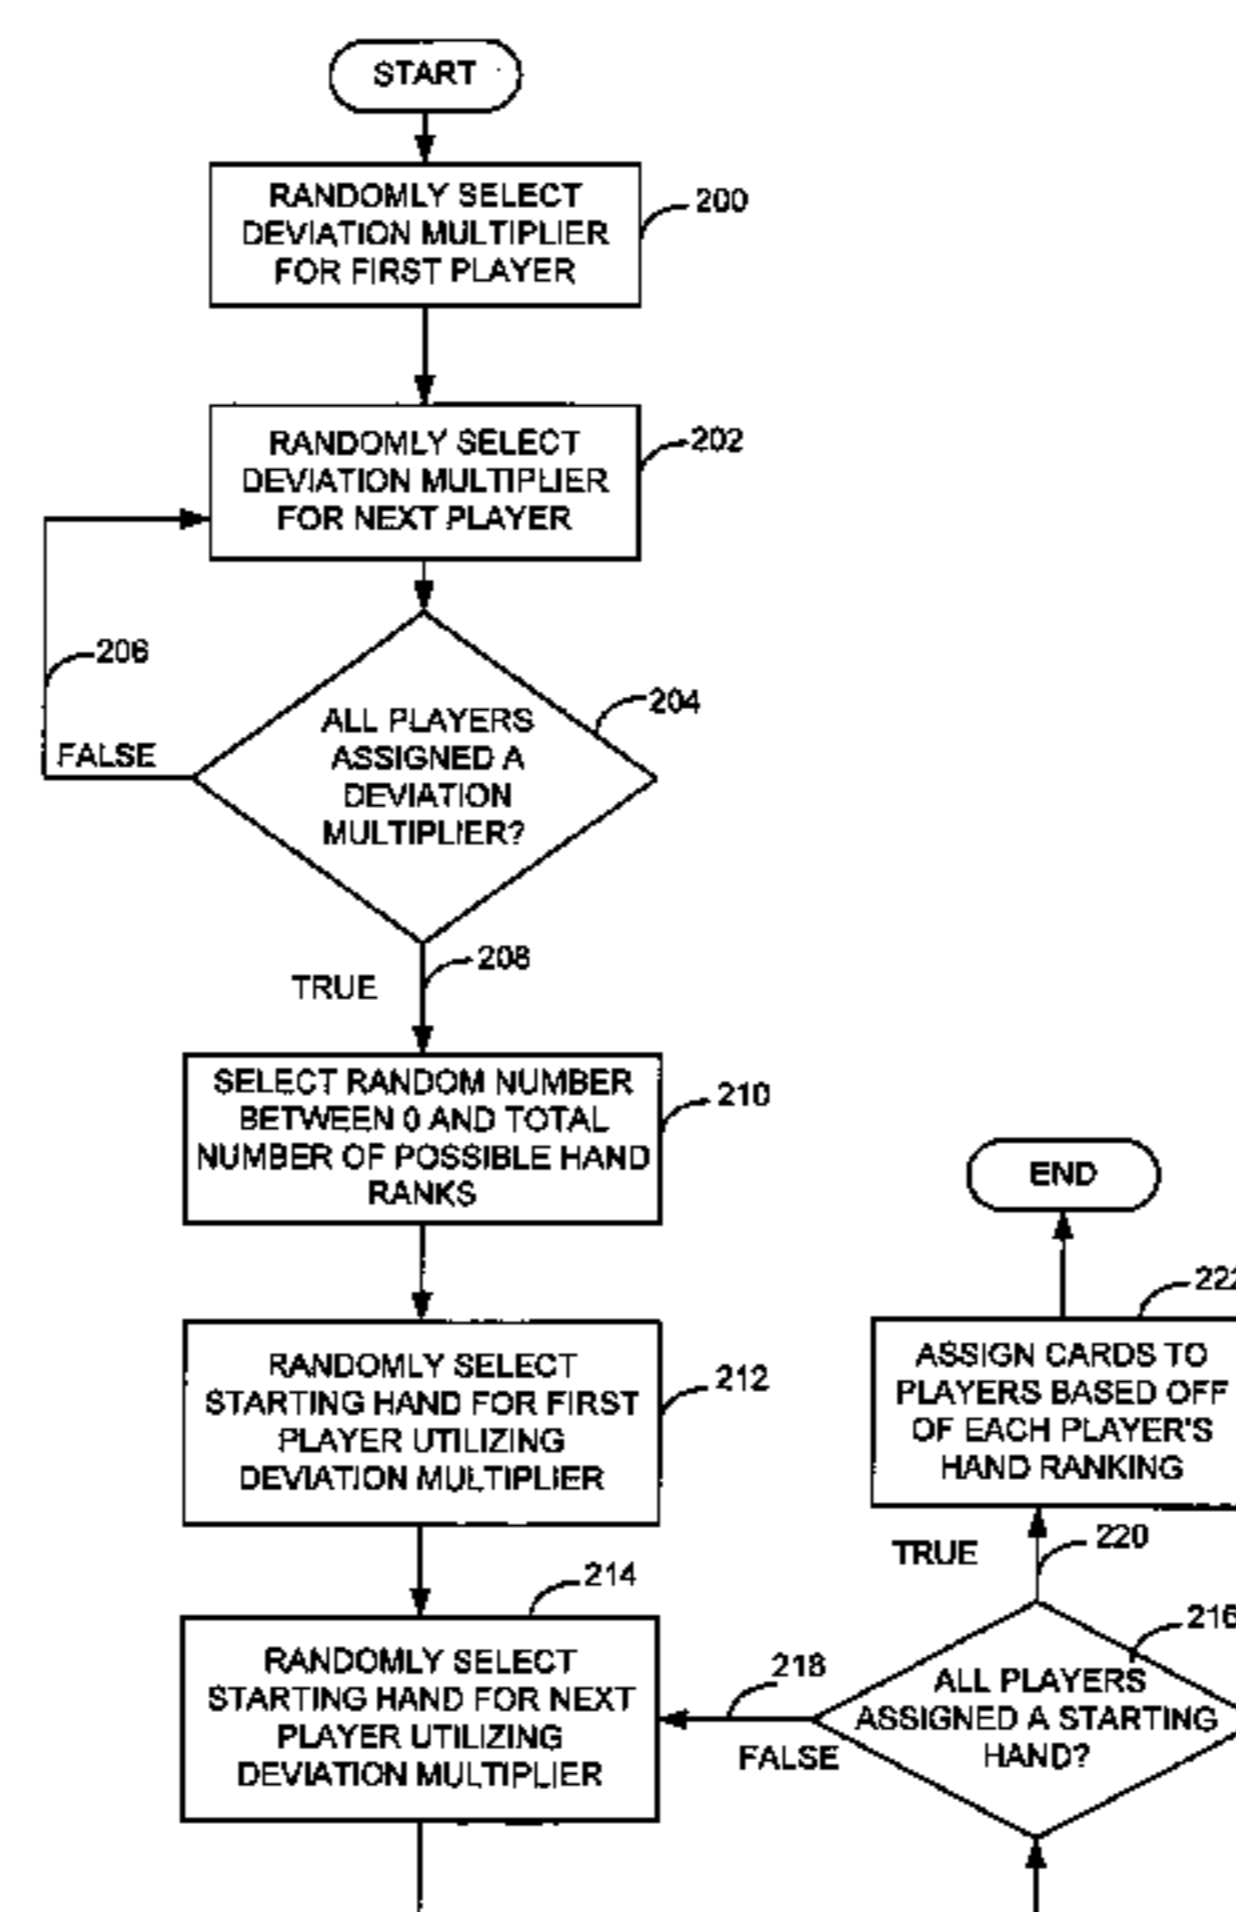 START
RANDOMLY SELECT
DEVIATION MULTIPLIER
FOR FIRST PLAYER
200
RANDOMLY SELECT
DEVIATION MULTIPLIER
FOR NEXT PLAYER
202
206
FALSE
ALL PLAYERS
ASSIGNED A
DEVIATION
MULTIPLIER?
204
TRUE
208
SELECT RANDOM NUMBER
BETWEEN 0 AND TOTAL
NUMBER OF POSSIBLE HAND
RANKS
210
RANDOMLY SELECT
STARTING HAND FOR FIRST
PLAYER UTILIZING
DEVIATION MULTIPLIER
212
214
RANDOMLY SELECT
STARTING HAND FOR NEXT
PLAYER UTILIZING
DEVIATION MULTIPLIER
218
FALSE
ALL PLAYERS
ASSIGNED A STARTING
HAND?
216
TRUE
220
ASSIGN CARDS TO
PLAYERS BASED OFF
OF EACH PLAYER'S
HAND RANKING
222
END